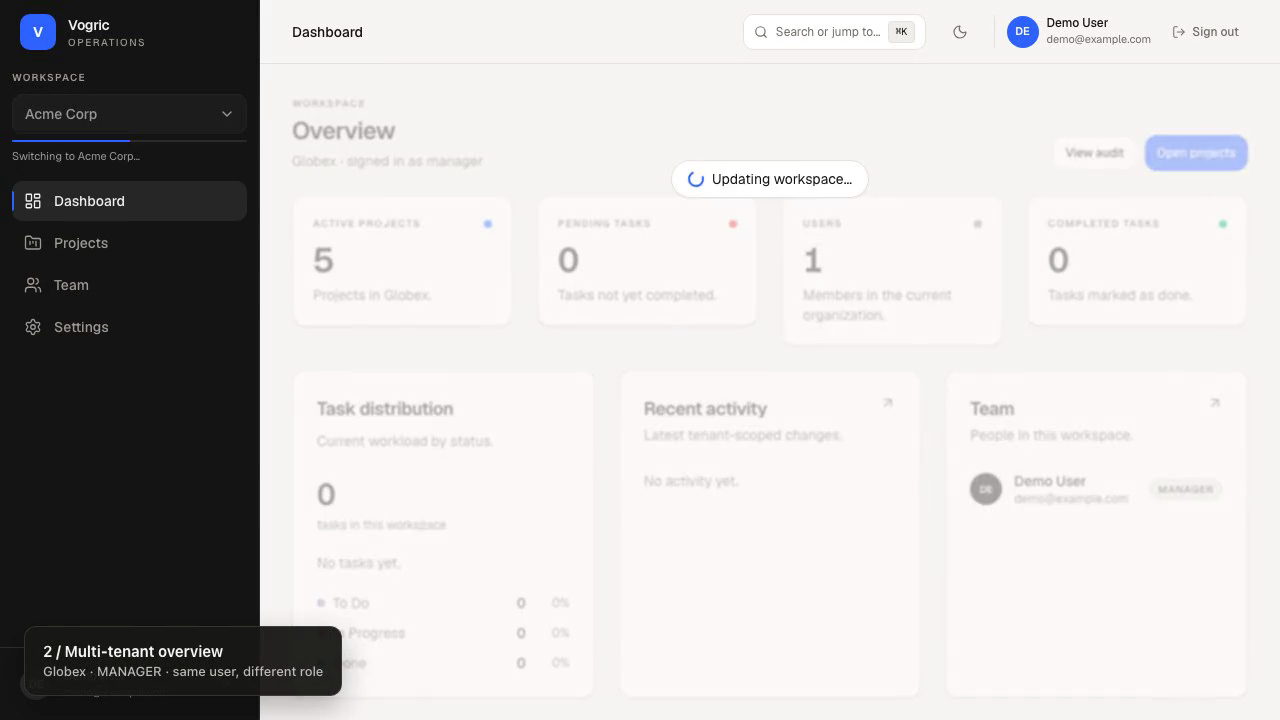 V
Vogric
OPERATIONS
WORKSPACE
Acme Corp
Switching to Acme Corp...
Dashboard
Projects
Team
Settings
Dashboard
Search or jump to...
⌘K
DE
Demo User
demo@example.com
Sign out
WORKSPACE
Overview
Globex · signed in as manager
View audit
Open projects
Updating workspace...
ACTIVE PROJECTS
5
Projects in Globex.
PENDING TASKS
0
Tasks not yet completed.
USERS
1
Members in the current
organization.
COMPLETED TASKS
0
Tasks marked as done.
Task distribution
Current workload by status.
0
tasks in this workspace
No tasks yet.
To Do 0 0%
Progress 0 0%
0 0%
Recent activity
Latest tenant-scoped changes.
No activity yet.
Team
People in this workspace.
DE
Demo User
demo@example.com
MANAGER
2 / Multi-tenant overview
Globex · MANAGER · same user, different role